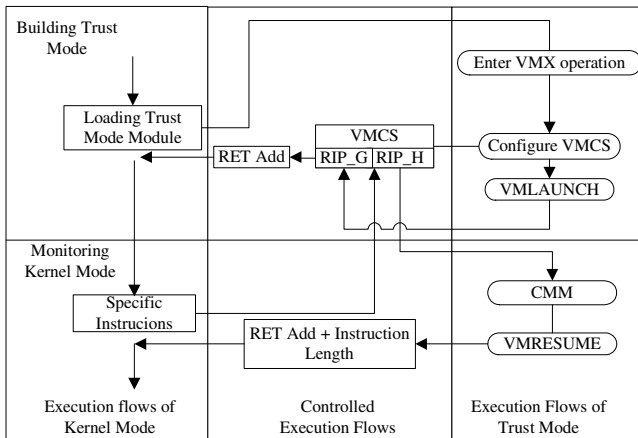 Building Trust
Mode
Enter VMX operation
Loading Trust
Mode Module
VMCS
RIP_G RIP_H
Configure VMCS
RET Add
VMLAUNCH
Monitoring
Kernel Mode
Specific
Instrucions
CMM
RET Add + Instruction
Length
VMRESUME
Execution flows of
Kernel Mode
Controlled
Execution Flows
Execution Flows of
Trust Mode